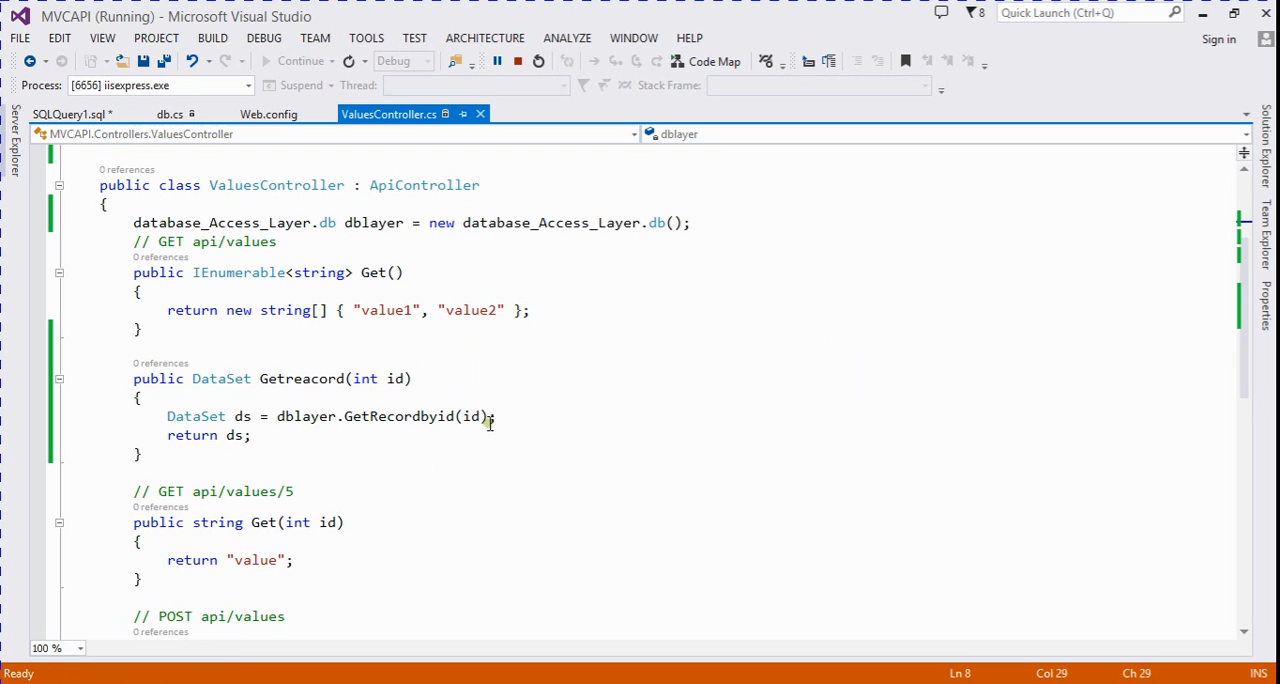 MVCAPI (Running) - Microsoft Visual Studio
8
Quick Launch (Ctrl+Q)
FILE EDIT VIEW PROJECT BUILD DEBUG TEAM TOOLS TEST ARCHITECTURE ANALYZE WINDOW HELP
Sign in
Continue Debug Code Map
Process: [6656] iisexpress.exe Suspend Thread: Stack Frame:
SQLQuery1.sql * db.cs Web.config ValuesController.cs
MVCAPI.Controllers.ValuesController dblayer
Server Explorer
Solution Explorer
Team Explorer
Properties
0 references
public class ValuesController : ApiController
{
database_Access_Layer.db dblayer = new database_Access_Layer.db();
// GET api/values
0 references
public IEnumerable<string> Get()
{
return new string[] { "value1", "value2" };
}
0 references
public DataSet Getreacord(int id)
{
DataSet ds = dblayer.GetRecordbyid(id);
return ds;
}
// GET api/values/5
0 references
public string Get(int id)
{
return "value";
}
// POST api/values
0 references
100 %
Ready Ln 8 Col 29 Ch 29 INS